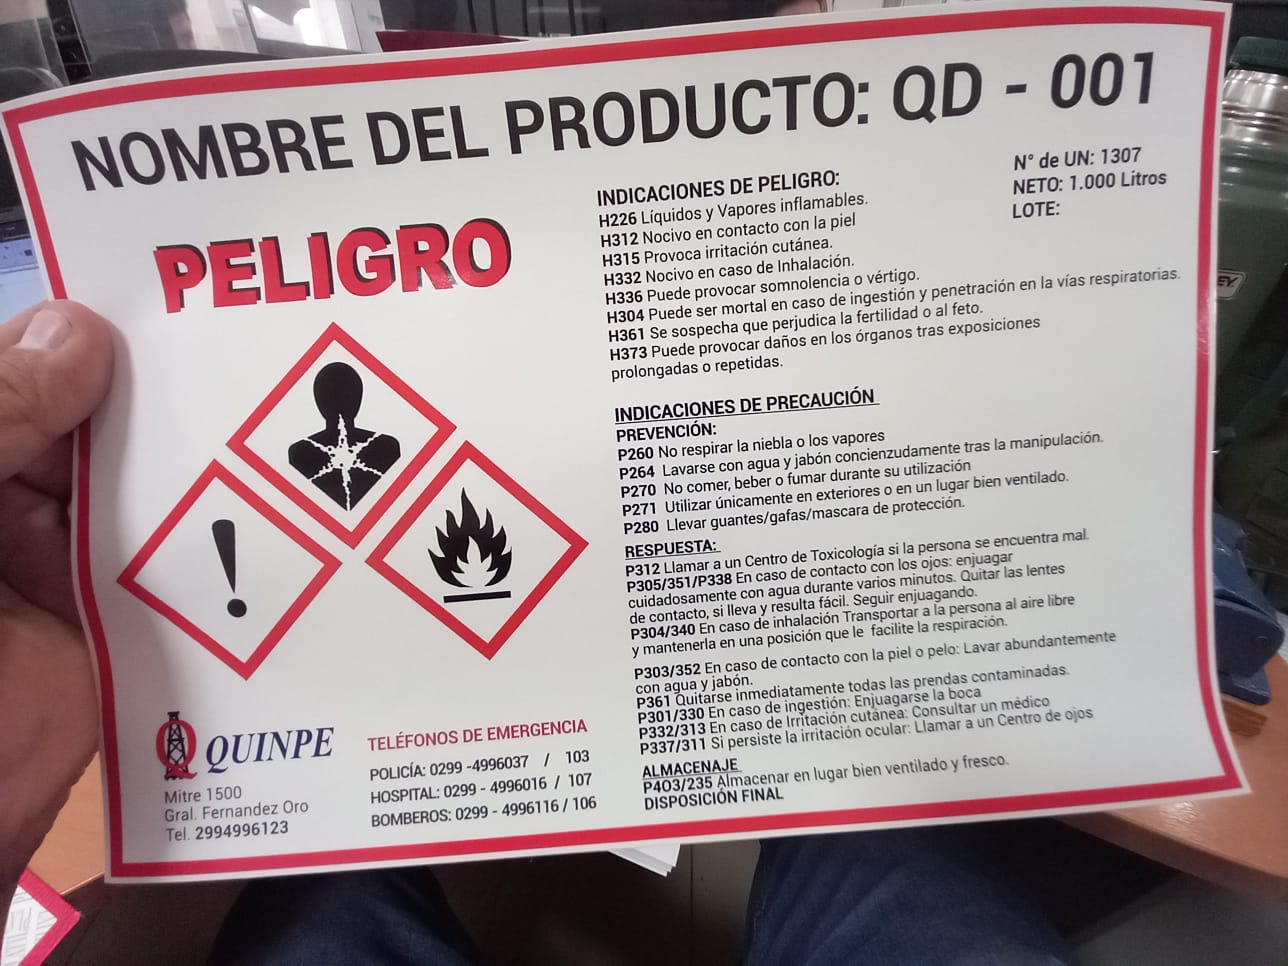 NOMBRE DEL PRODUCTO: QD - 001
PELIGRO
N° de UN: 1307
NETO: 1.000 Litros
LOTE:
INDICACIONES DE PELIGRO:
H226 Líquidos y Vapores inflamables.
H312 Nocivo en contacto con la piel
H315 Provoca irritación cutánea.
H332 Nocivo en caso de Inhalación.
H336 Puede provocar somnolencia o vértigo.
H304 Puede ser mortal en caso de ingestión y penetración en la vías respiratorias.
H361 Se sospecha que perjudica la fertilidad o al feto.
H373 Puede provocar daños en los órganos tras exposiciones
prolongadas o repetidas.
INDICACIONES DE PRECAUCIÓN
PREVENCIÓN:
P260 No respirar la niebla o los vapores
P264 Lavarse con agua y jabón concienzudamente tras la manipulación.
P270 No comer, beber o fumar durante su utilización
P271 Utilizar únicamente en exteriores o en un lugar bien ventilado.
P280 Llevar guantes/gafas/mascara de protección.
RESPUESTA:
P312 Llamar a un Centro de Toxicología si la persona se encuentra mal.
P305/351/P338 En caso de contacto con los ojos: enjuagar
cuidadosamente con agua durante varios minutos. Quitar las lentes
de contacto, si lleva y resulta fácil. Seguir enjuagando.
P304/340 En caso de inhalación Transportar a la persona al aire libre
y mantenerla en una posición que le facilite la respiración.
P303/352 En caso de contacto con la piel o pelo: Lavar abundantemente
con agua y jabón.
P361 Quitarse inmediatamente todas las prendas contaminadas.
P301/330 En caso de ingestión: Enjuagarse la boca
P332/313 En caso de Irritación cutánea: Consultar un médico
P337/311 Si persiste la irritación ocular: Llamar a un Centro de ojos
ALMACENAJE
P403/235 Almacenar en lugar bien ventilado y fresco.
DISPOSICIÓN FINAL
Q QUINPE
Mitre 1500
Gral. Fernandez Oro
Tel. 2994996123
TELÉFONOS DE EMERGENCIA
POLICÍA: 0299 -4996037 / 103
HOSPITAL: 0299 - 4996016 / 107
BOMBEROS: 0299 - 4996116 / 106
EY